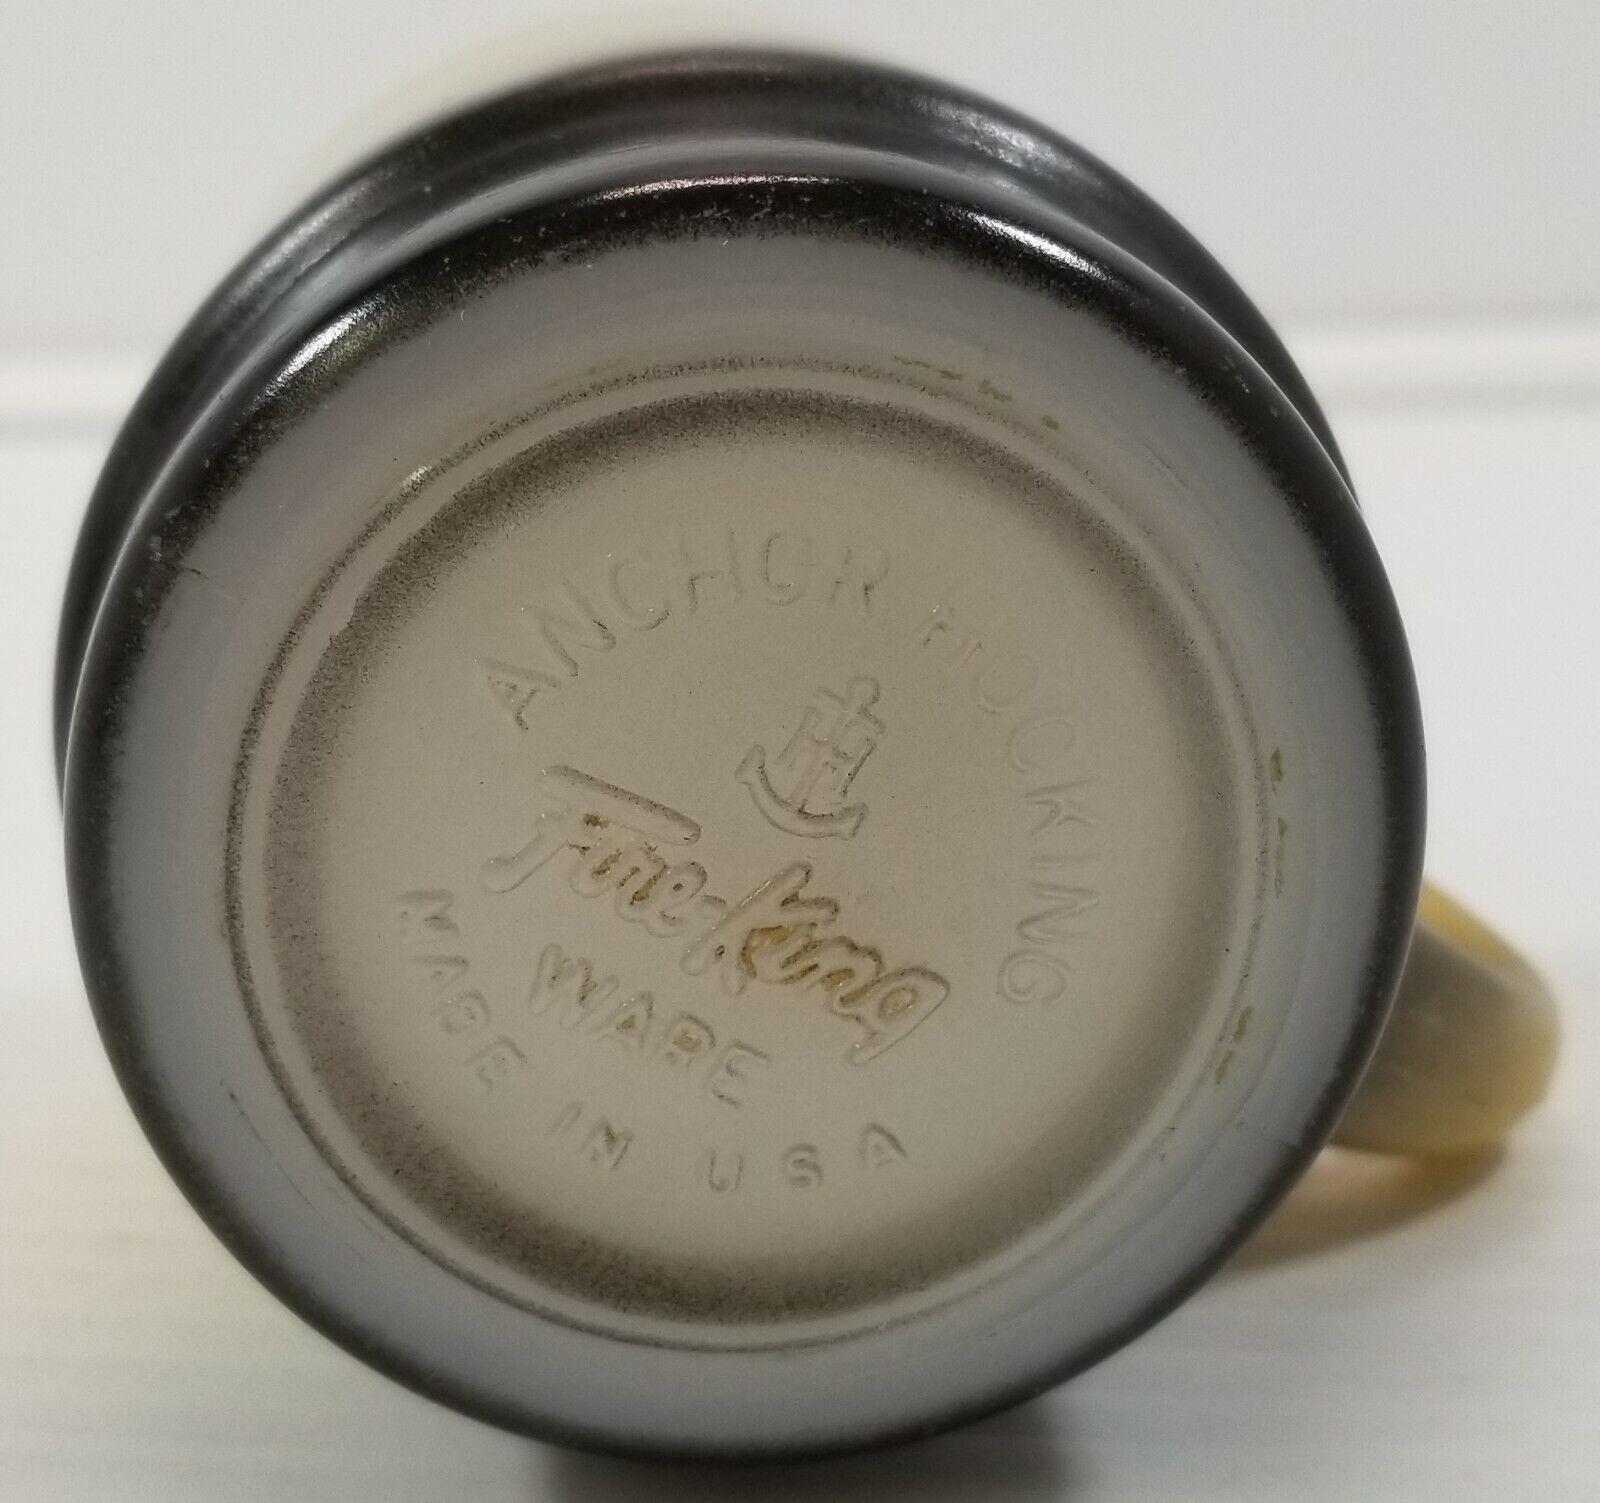 ANCHOR HOCKING
Fire-King
WARE
MADE IN USA